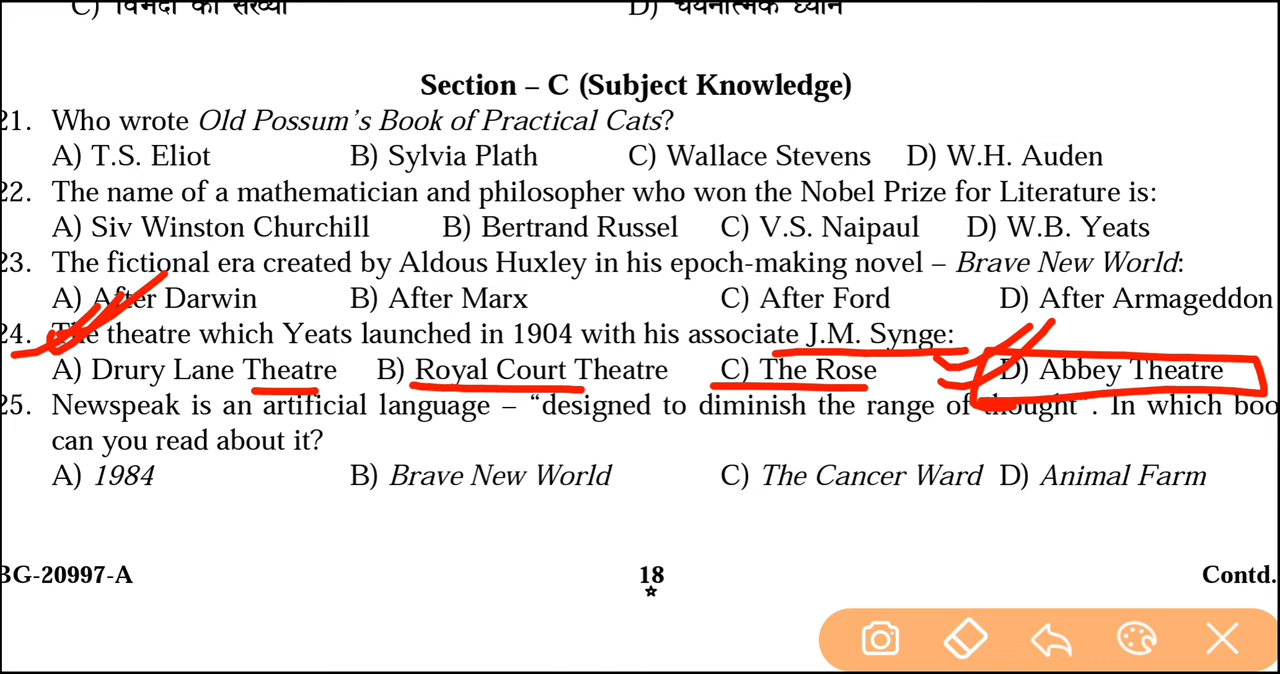 C) विमर्दी की संख्या D) चयनात्मक ध्यान
Section – C (Subject Knowledge)
21. Who wrote Old Possum's Book of Practical Cats?
A) T.S. Eliot B) Sylvia Plath C) Wallace Stevens D) W.H. Auden
22. The name of a mathematician and philosopher who won the Nobel Prize for Literature is:
A) Siv Winston Churchill B) Bertrand Russel C) V.S. Naipaul D) W.B. Yeats
23. The fictional era created by Aldous Huxley in his epoch-making novel – Brave New World:
A) After Darwin B) After Marx C) After Ford D) After Armageddon
24. The theatre which Yeats launched in 1904 with his associate J.M. Synge:
A) Drury Lane Theatre B) Royal Court Theatre C) The Rose D) Abbey Theatre
25. Newspeak is an artificial language – “designed to diminish the range of thought”. In which boo
can you read about it?
A) 1984 B) Brave New World C) The Cancer Ward D) Animal Farm
BG-20997-A 18 Contd.